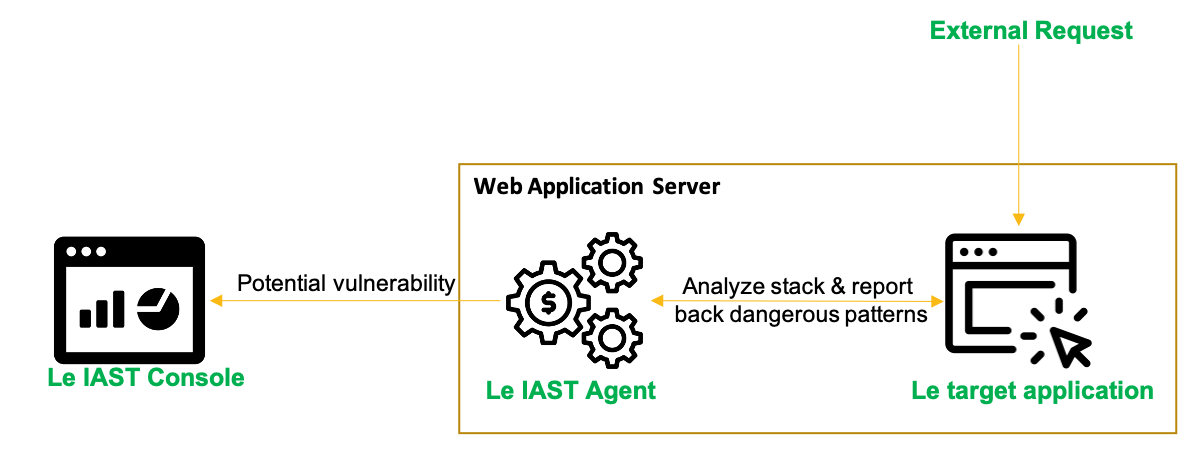 External Request
Web Application Server
Potential vulnerability
Analyze stack & report
back dangerous patterns
$
Le IAST Console
Le IAST Agent
Le target application